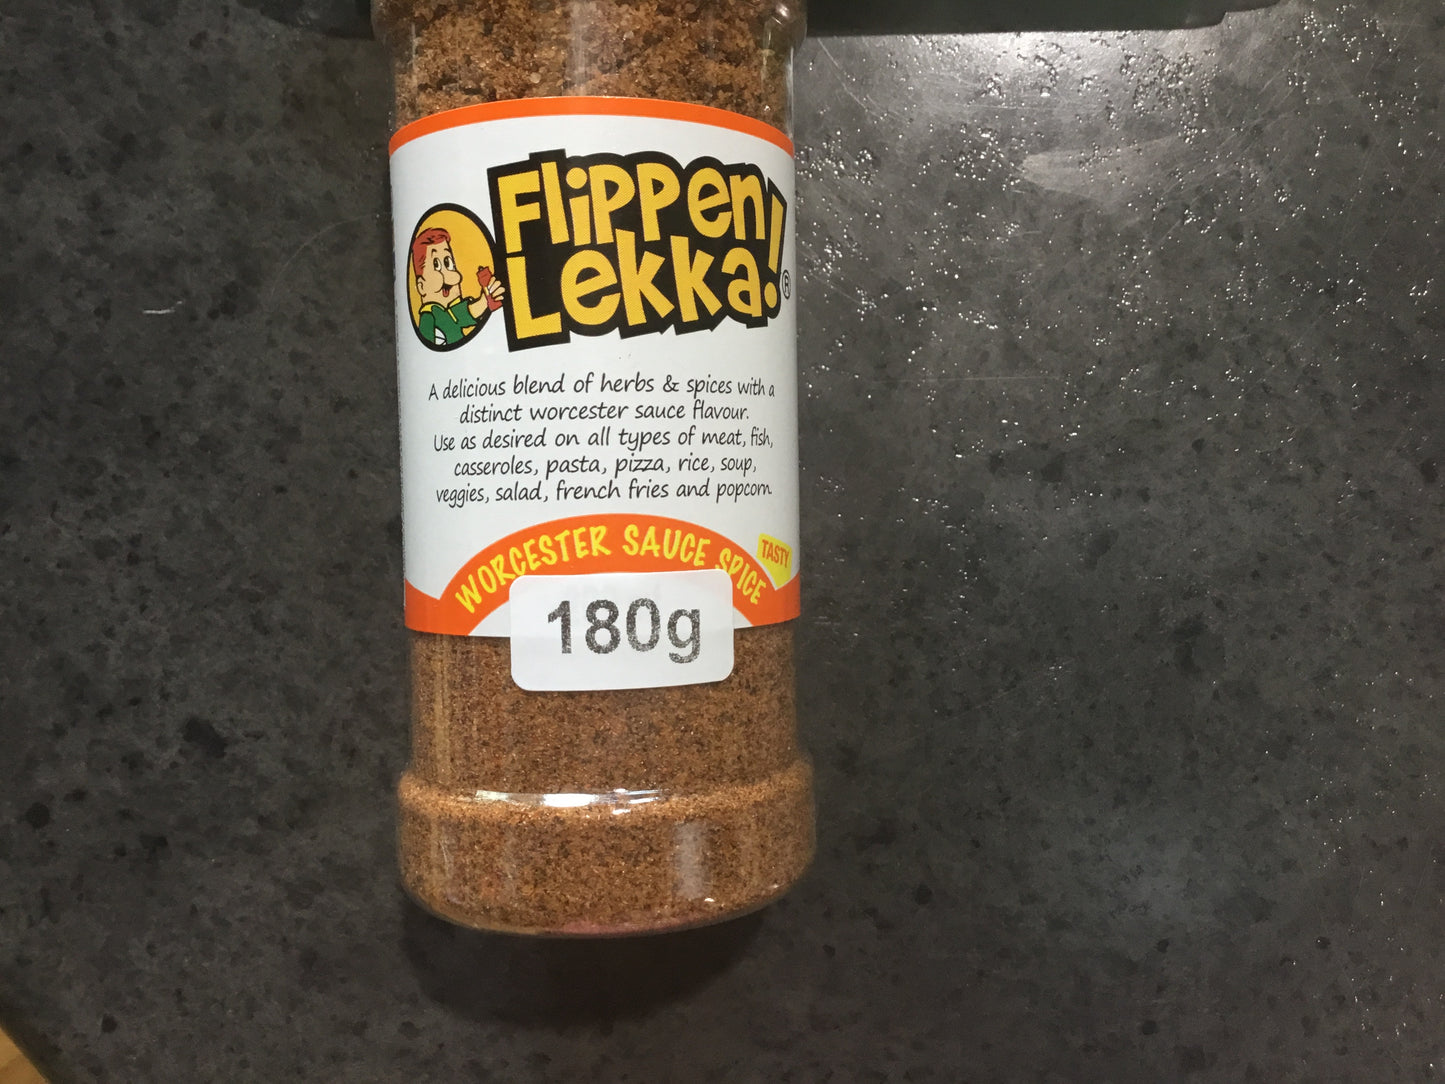 Flippen
Lekka!®
A delicious blend of herbs & spices with a
distinct worcester sauce flavour.
Use as desired on all types of meat, fish,
casseroles, pasta, pizza, rice, soup,
veggies, salad, french fries and popcorn.
WORCESTER SAUCE SPICE
TASTY
180g